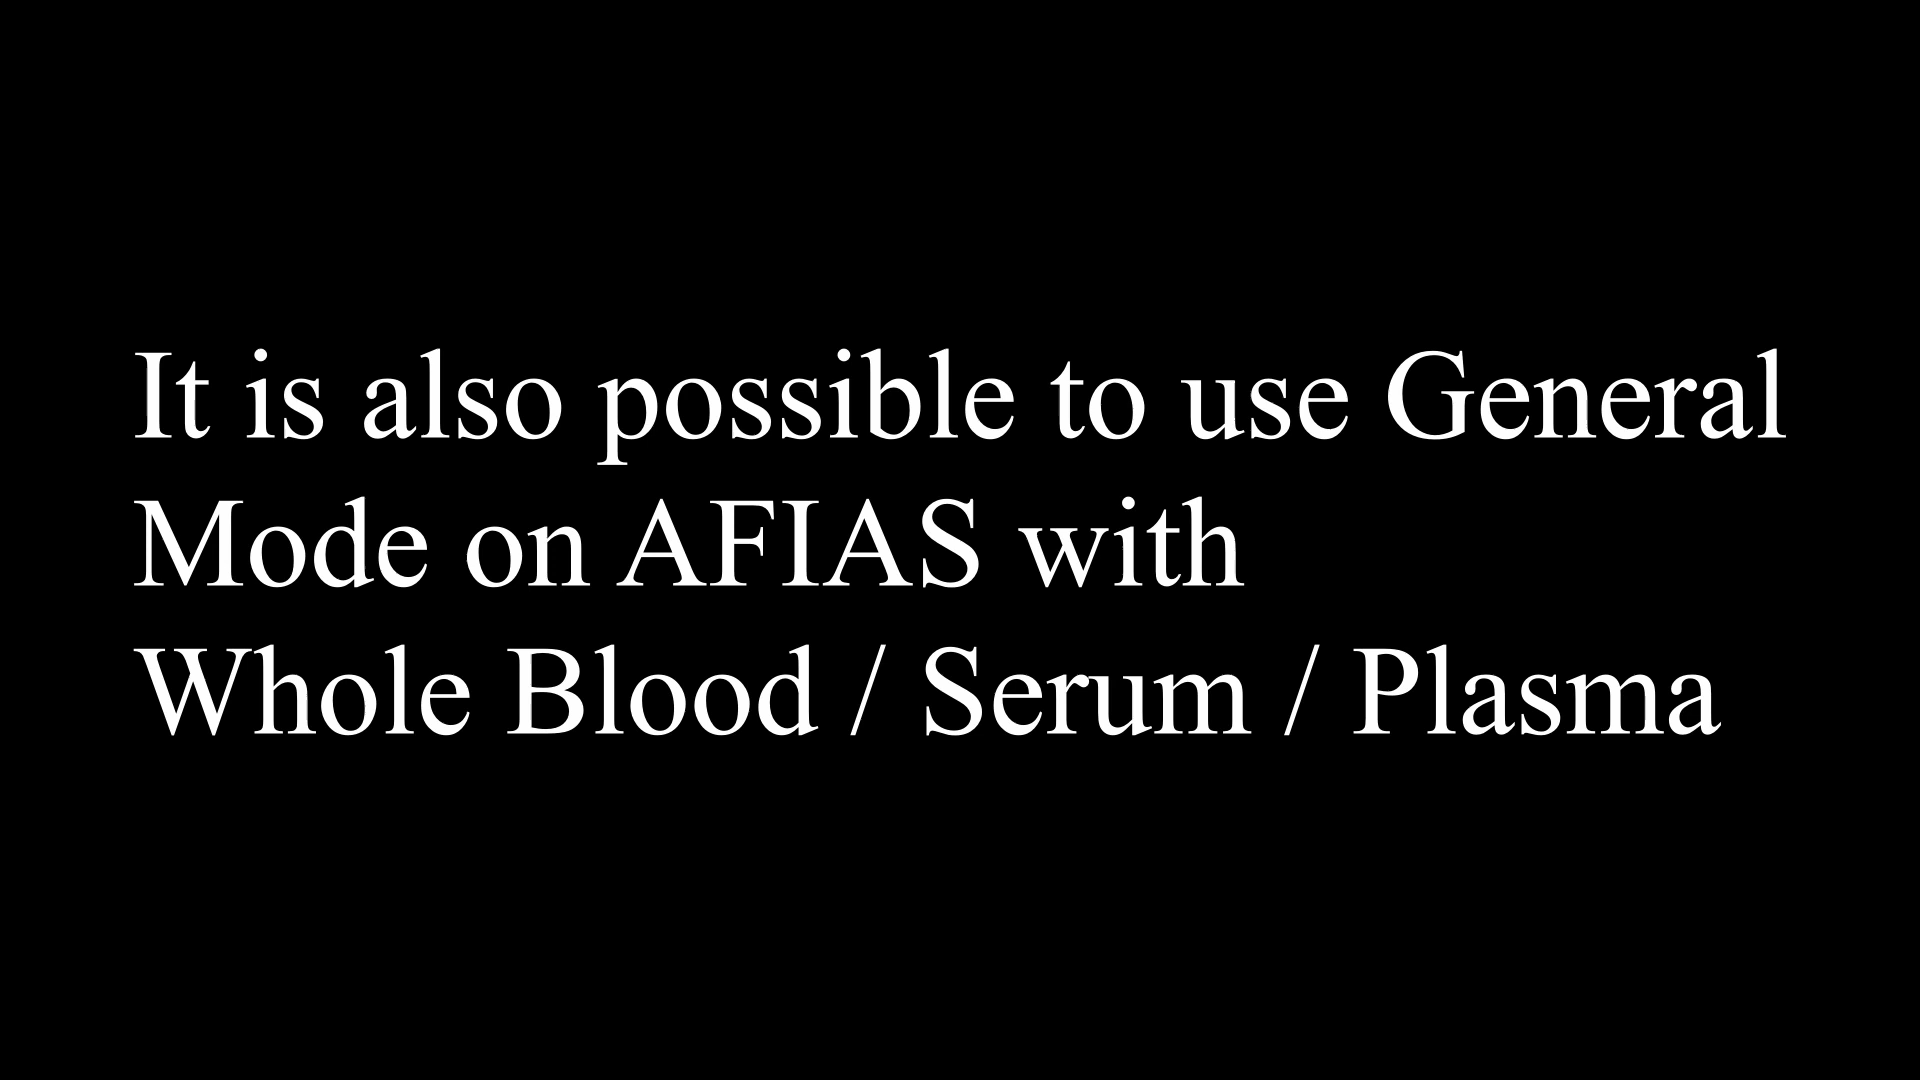 It is also possible to use General
Mode on AFIAS with
Whole Blood / Serum / Plasma